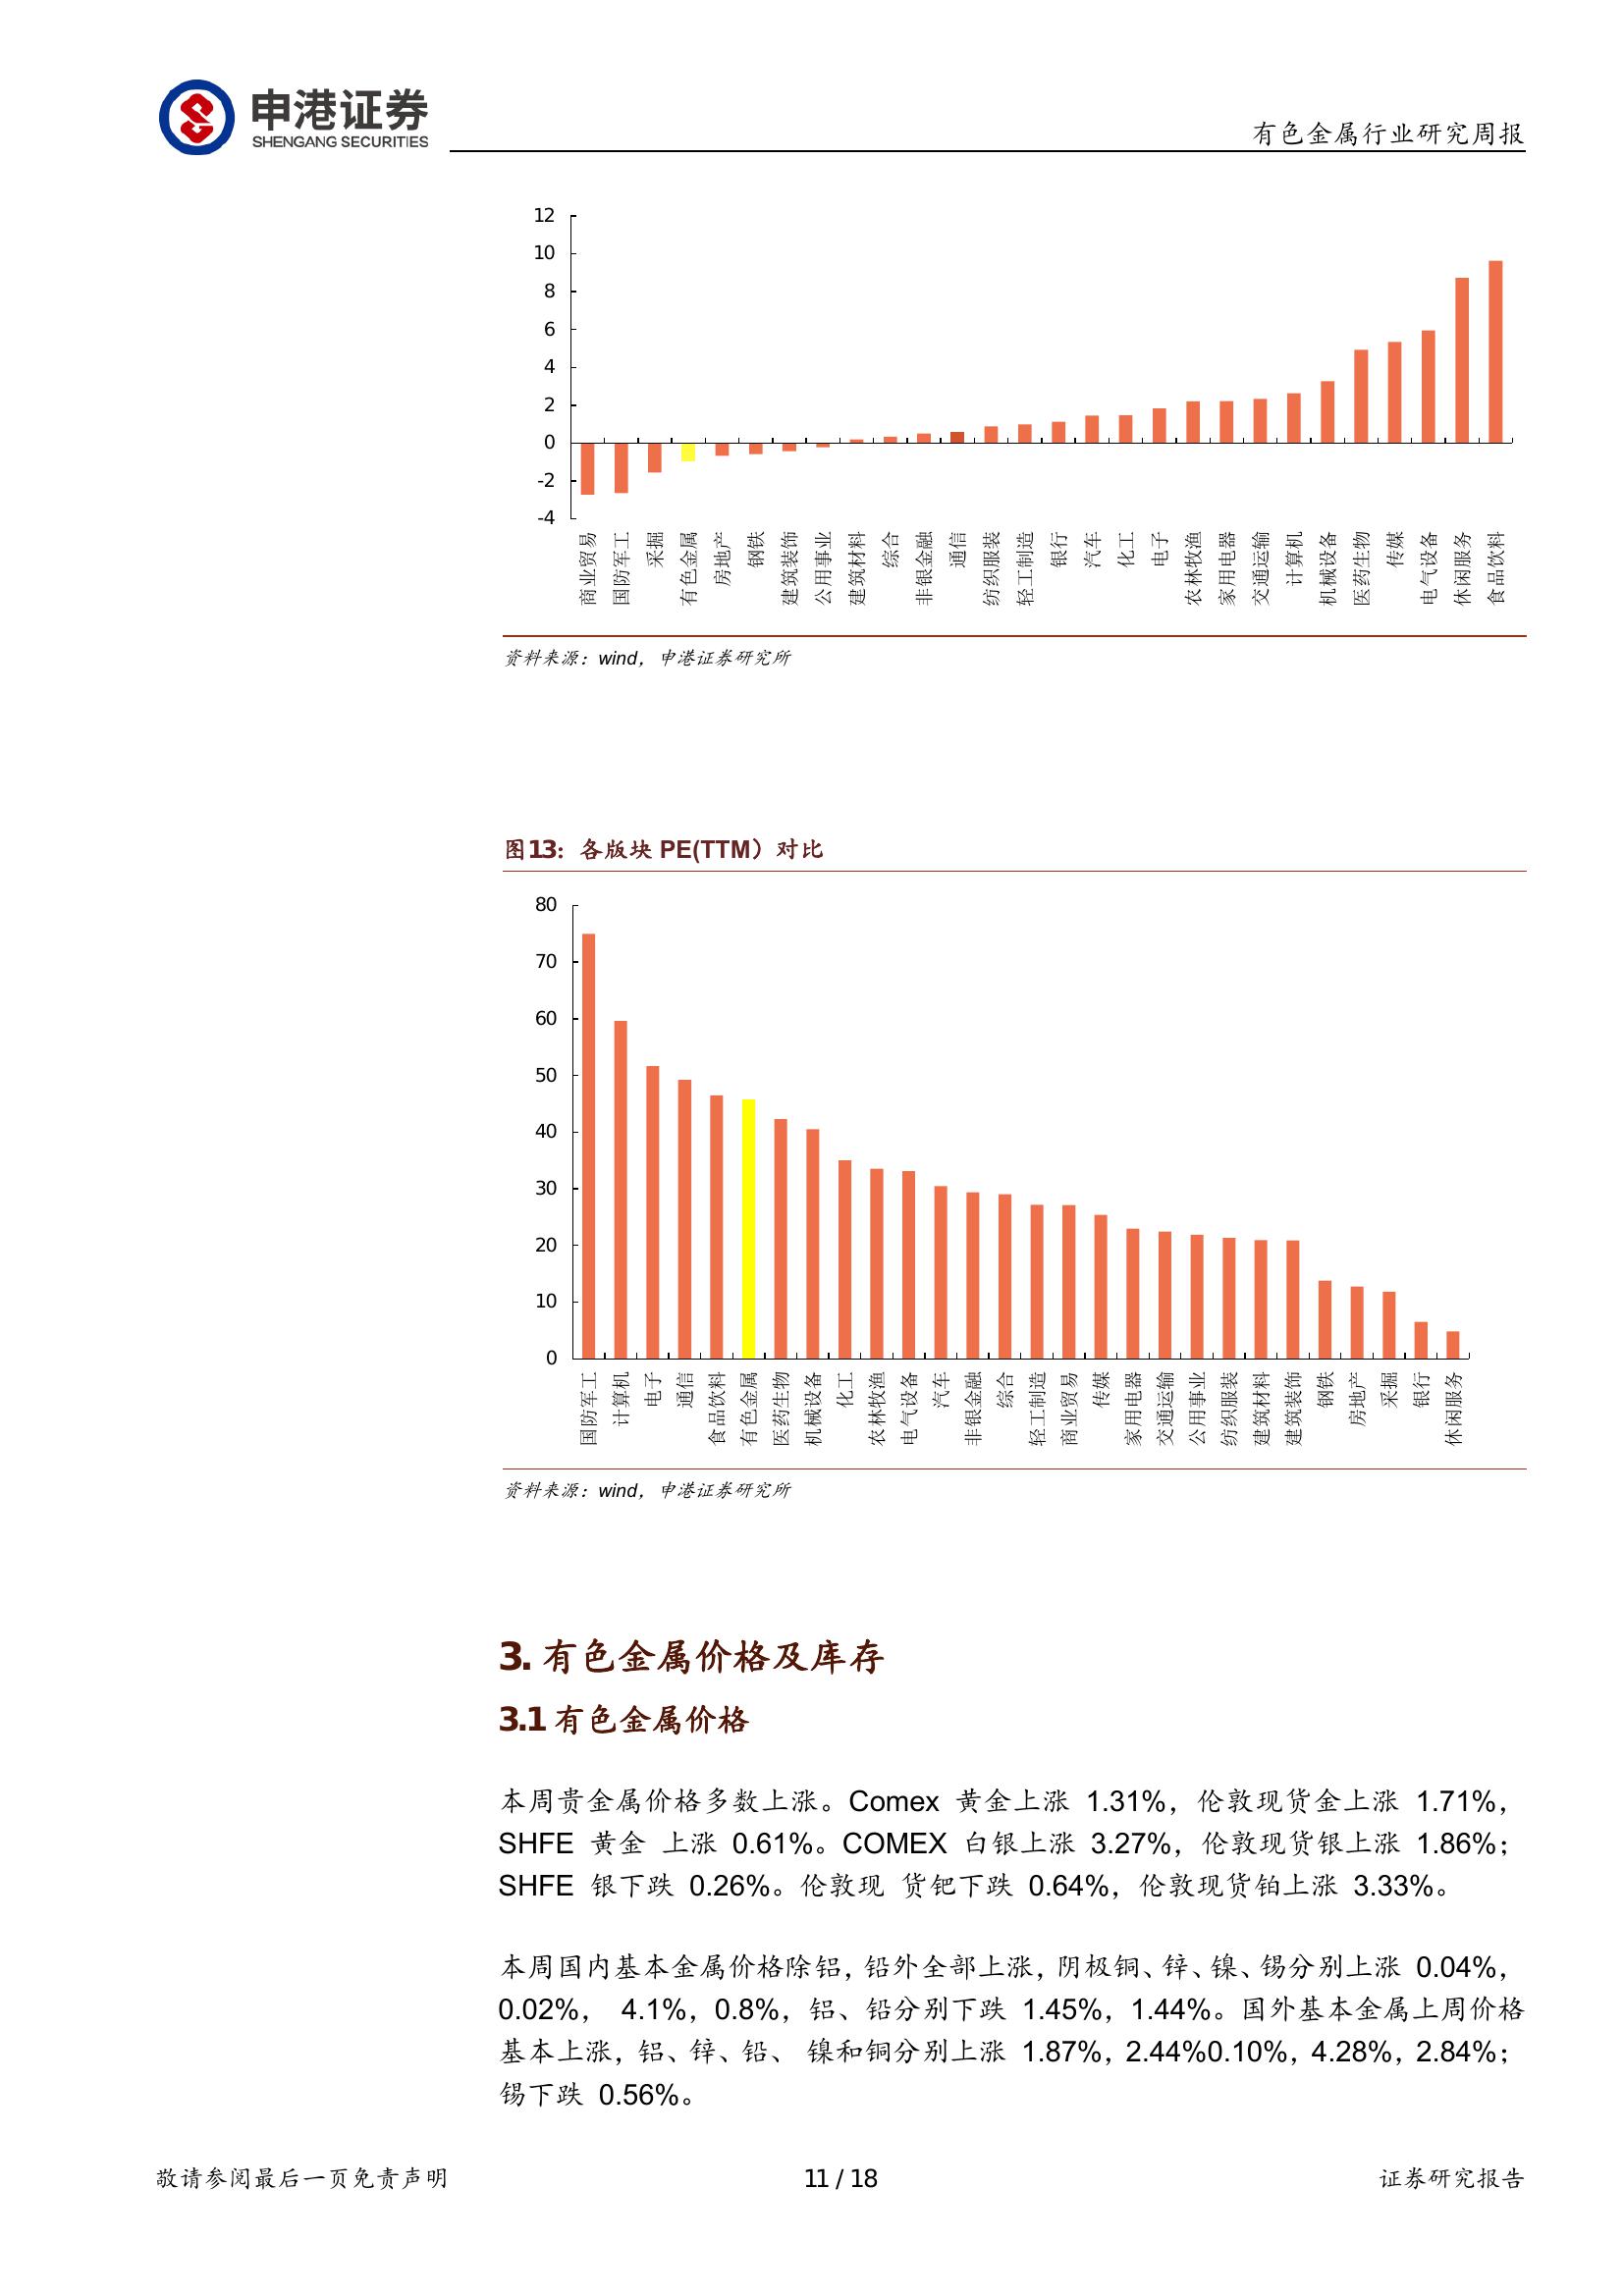 申港证券
SHENGANG SECURITIES
有色金属行业研究周报
12
10
8
6
4
2
0
-2
-4
商业贸易
国防军工
采掘
有色金属
房地产
钢铁
建筑装饰
公用事业
建筑材料
综合
非银金融
通信
纺织服装
轻工制造
银行
汽车
化工
电子
农林牧渔
家用电器
交通运输
计算机
机械设备
医药生物
传媒
电气设备
休闲服务
食品饮料
资料来源：wind，申港证券研究所
图13：各版块 PE(TTM）对比
80
70
60
50
40
30
20
10
0
国防军工
计算机
电子
通信
食品饮料
有色金属
医药生物
机械设备
化工
农林牧渔
电气设备
汽车
非银金融
综合
轻工制造
商业贸易
传媒
家用电器
交通运输
公用事业
纺织服装
建筑材料
建筑装饰
钢铁
房地产
采掘
银行
休闲服务
资料来源：wind，申港证券研究所
3. 有色金属价格及库存
3.1 有色金属价格
本周贵金属价格多数上涨。Comex 黄金上涨 1.31%，伦敦现货金上涨 1.71%，
SHFE 黄金 上涨 0.61%。COMEX 白银上涨 3.27%，伦敦现货银上涨 1.86%；
SHFE 银下跌 0.26%。伦敦现 货钯下跌 0.64%，伦敦现货铂上涨 3.33%。
本周国内基本金属价格除铝，铅外全部上涨，阴极铜、锌、镍、锡分别上涨 0.04%，
0.02%， 4.1%，0.8%，铝、铅分别下跌 1.45%，1.44%。国外基本金属上周价格
基本上涨，铝、锌、铅、 镍和铜分别上涨 1.87%，2.44%0.10%，4.28%，2.84%；
锡下跌 0.56%。
敬请参阅最后一页免责声明
11 / 18
证券研究报告